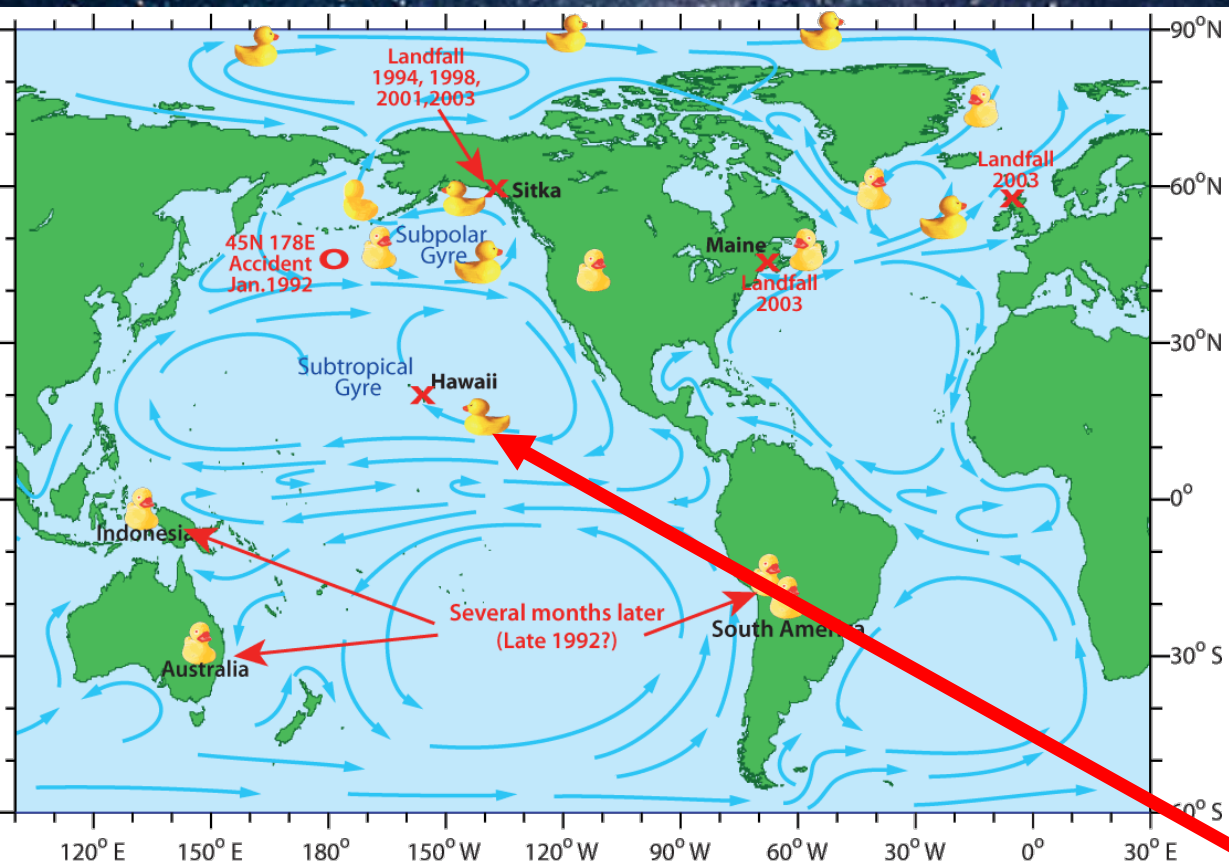 90° N
Landfall
1994, 1998,
2001,2003
Landfall
2003
60° N
Sitka
45N 178E
Accident
Jan.1992
Subpolar
Gyre
Maine
Landfall
2003
30° N
Subtropical
Gyre
Hawaii
0°
Indonesia
Several months later
(Late 1992?)
South America
30° S
Australia
60° S
120° E 150° E 180° 150° W 120° W 90° W 60° W 30° W 0° 30° E